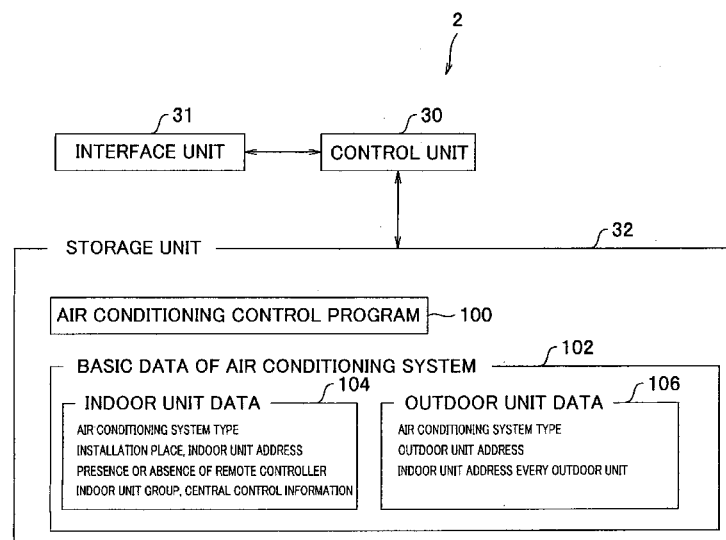 2
31
30
INTERFACE UNIT
CONTROL UNIT
32
STORAGE UNIT
AIR CONDITIONING CONTROL PROGRAM
100
102
BASIC DATA OF AIR CONDITIONING SYSTEM
104
INDOOR UNIT DATA
AIR CONDITIONING SYSTEM TYPE
INSTALLATION PLACE, INDOOR UNIT ADDRESS
PRESENCE OR ABSENCE OF REMOTE CONTROLLER
INDOOR UNIT GROUP, CENTRAL CONTROL INFORMATION
106
OUTDOOR UNIT DATA
AIR CONDITIONING SYSTEM TYPE
OUTDOOR UNIT ADDRESS
INDOOR UNIT ADDRESS EVERY OUTDOOR UNIT